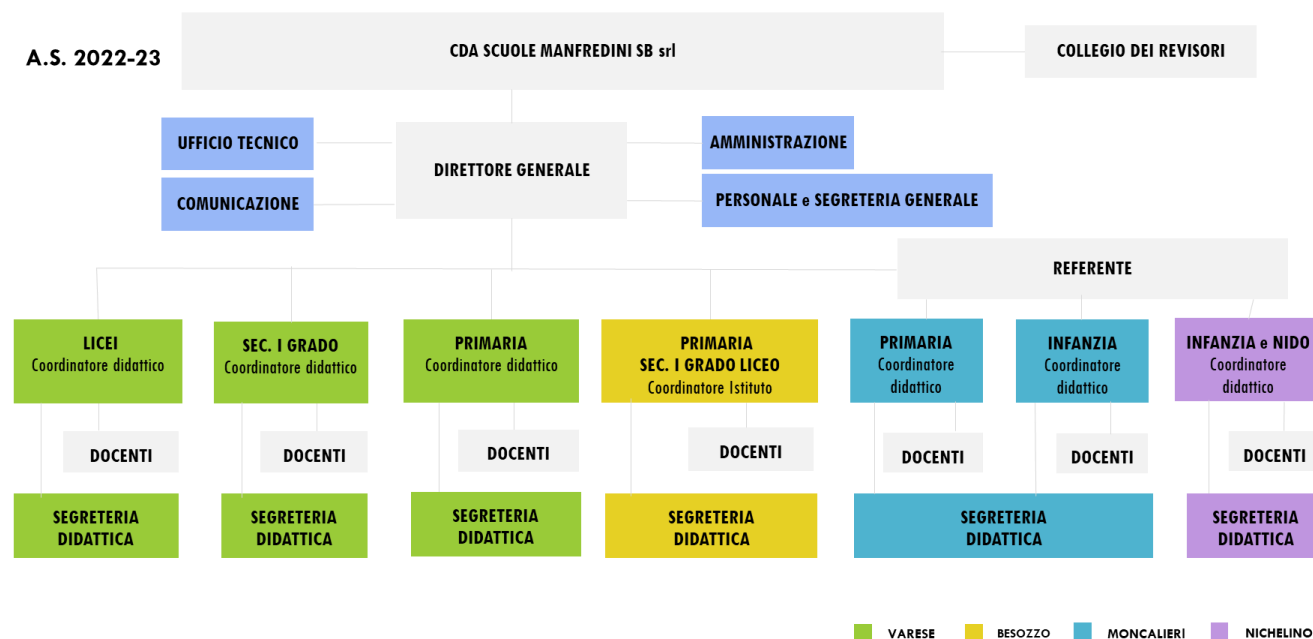 A.S. 2022-23
CDA SCUOLE MANFREDINI SB srl
COLLEGIO DEI REVISORI
UFFICIO TECNICO
COMUNICAZIONE
DIRETTORE GENERALE
AMMINISTRAZIONE
PERSONALE e SEGRETERIA GENERALE
REFERENTE
LICEI
Coordinatore didattico
SEC. I GRADO
Coordinatore didattico
PRIMARIA
Coordinatore didattico
PRIMARIA
SEC. I GRADO LICEO
Coordinatore Istituto
PRIMARIA
Coordinatore
didattico
INFANZIA
Coordinatore
didattico
INFANZIA e NIDO
Coordinatore
didattico
DOCENTI
DOCENTI
DOCENTI
DOCENTI
DOCENTI
DOCENTI
DOCENTI
SEGRETERIA
DIDATTICA
SEGRETERIA
DIDATTICA
SEGRETERIA
DIDATTICA
SEGRETERIA
DIDATTICA
SEGRETERIA
DIDATTICA
SEGRETERIA
DIDATTICA
VARESE
BESOZZO
MONCALIERI
NICHELINO